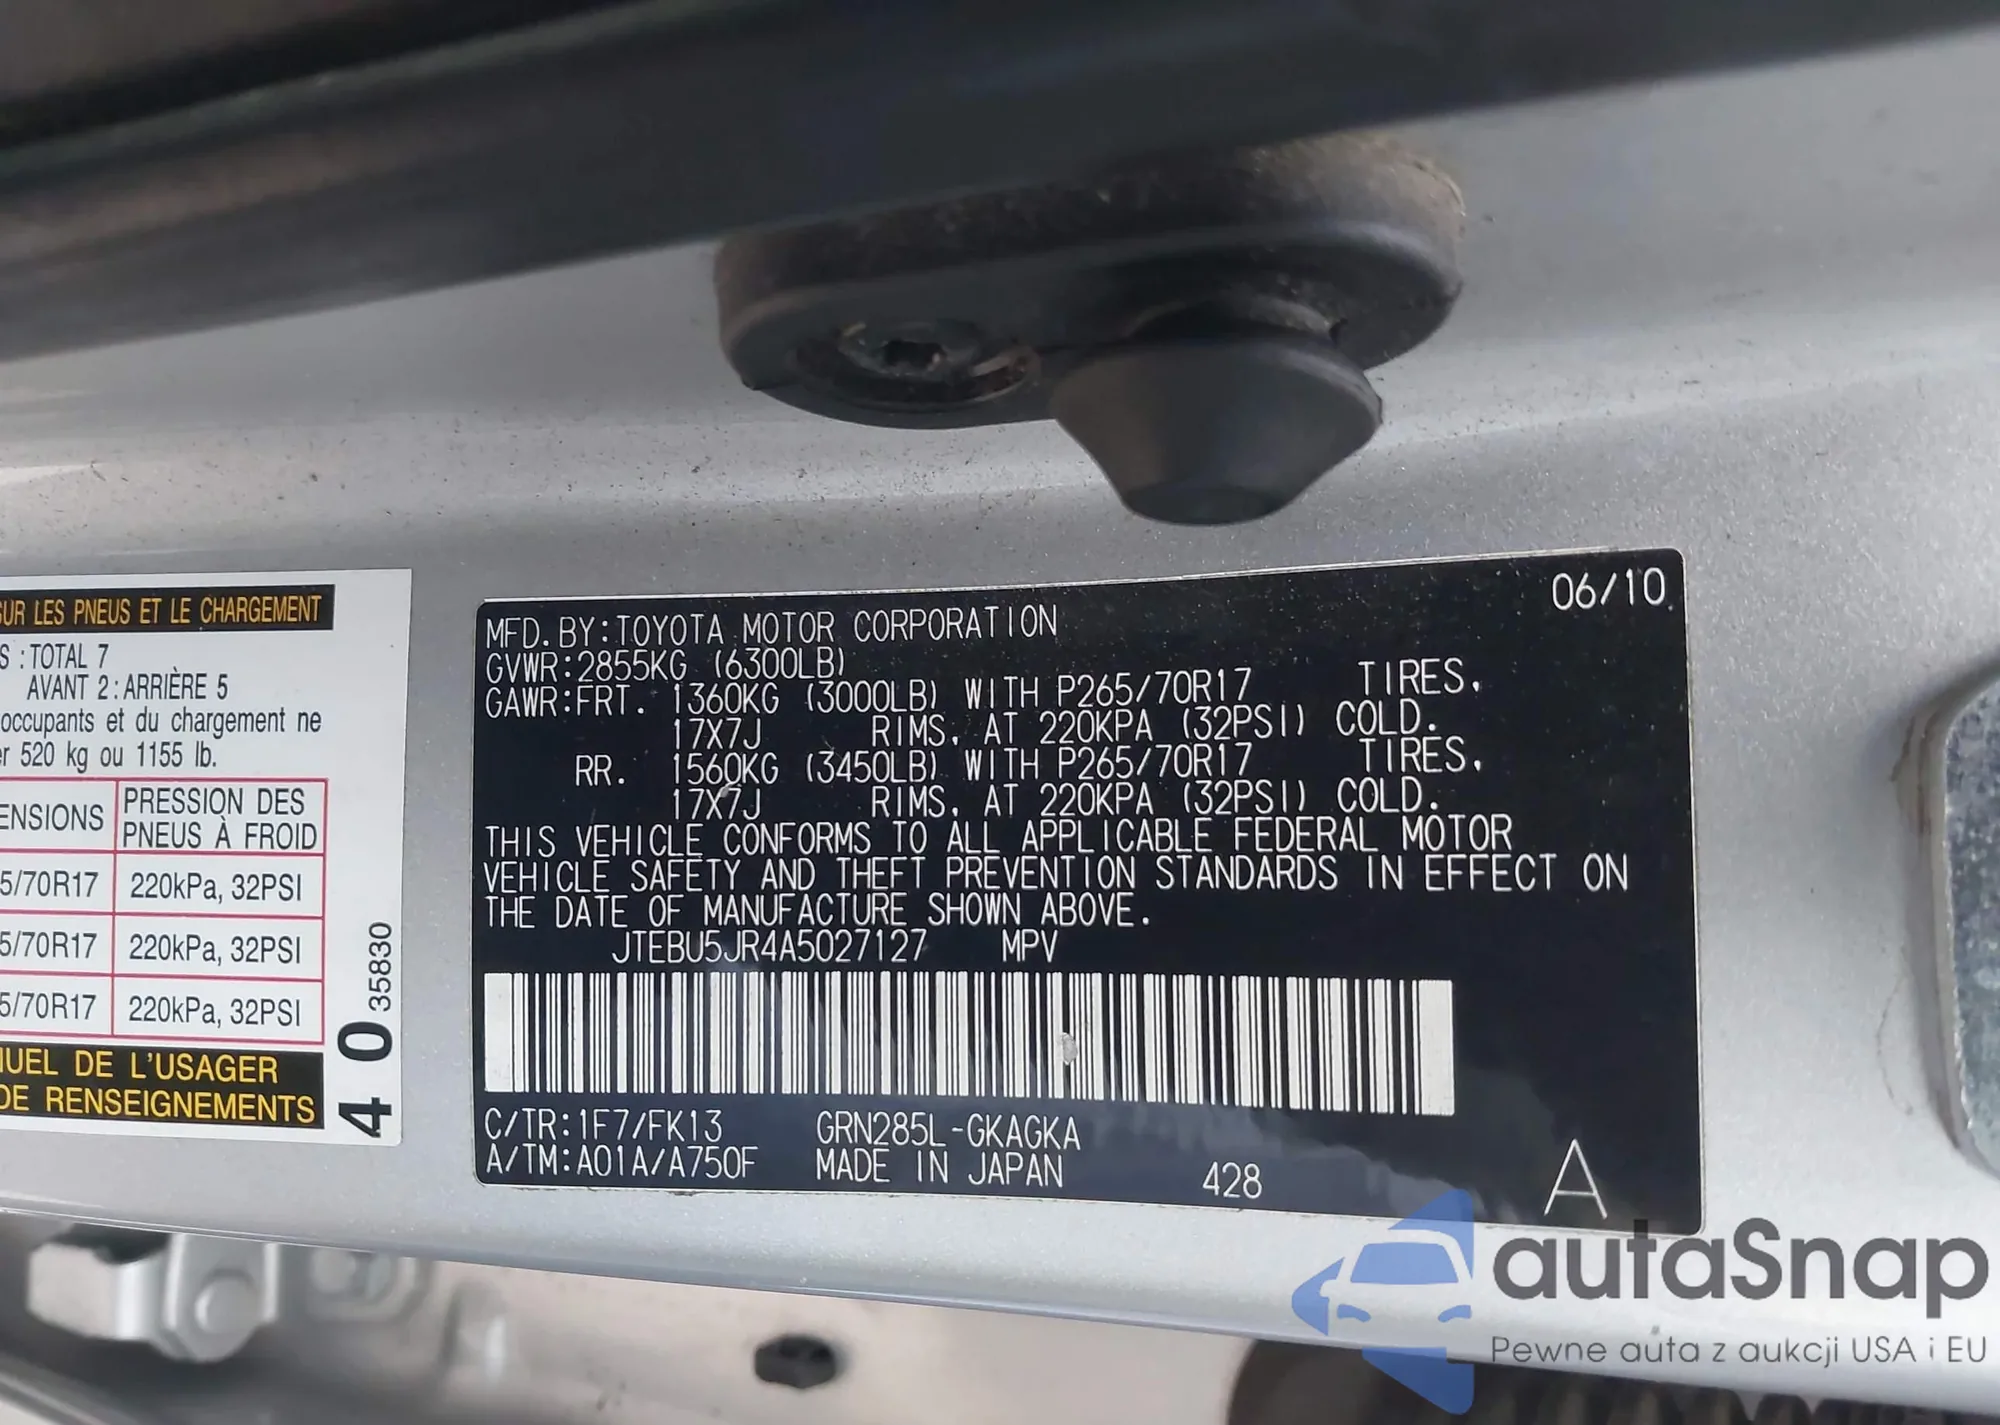 SUR LES PNEUS ET LE CHARGEMENT
S : TOTAL 7
AVANT 2 : ARRIÈRE 5
occupants et du chargement ne
er 520 kg ou 1155 lb.
ENSIONS PRESSION DES
PNEUS À FROID
5/70R17 220kPa, 32PSI
5/70R17 220kPa, 32PSI
5/70R17 220kPa, 32PSI
NUEL DE L'USAGER
DE RENSEIGNEMENTS
40 35830
06/10
MFD. BY: TOYOTA MOTOR CORPORATION
GVWR: 2855KG (6300LB)
GAWR: FRT. 1360KG (3000LB) WITH P265/70R17 TIRES,
17X7J RIMS, AT 220KPA (32PSI) COLD.
RR. 1560KG (3450LB) WITH P265/70R17 TIRES,
17X7J RIMS, AT 220KPA (32PSI) COLD.
THIS VEHICLE CONFORMS TO ALL APPLICABLE FEDERAL MOTOR
VEHICLE SAFETY AND THEFT PREVENTION STANDARDS IN EFFECT ON
THE DATE OF MANUFACTURE SHOWN ABOVE.
JTEBU5JR4A5027127 MPV
C/TR: 1F7/FK13 GRN285L-GKAGKA
A/TM: A01A/A750F MADE IN JAPAN 428 A
autaSnap
Pewne auta z aukcji USA i EU